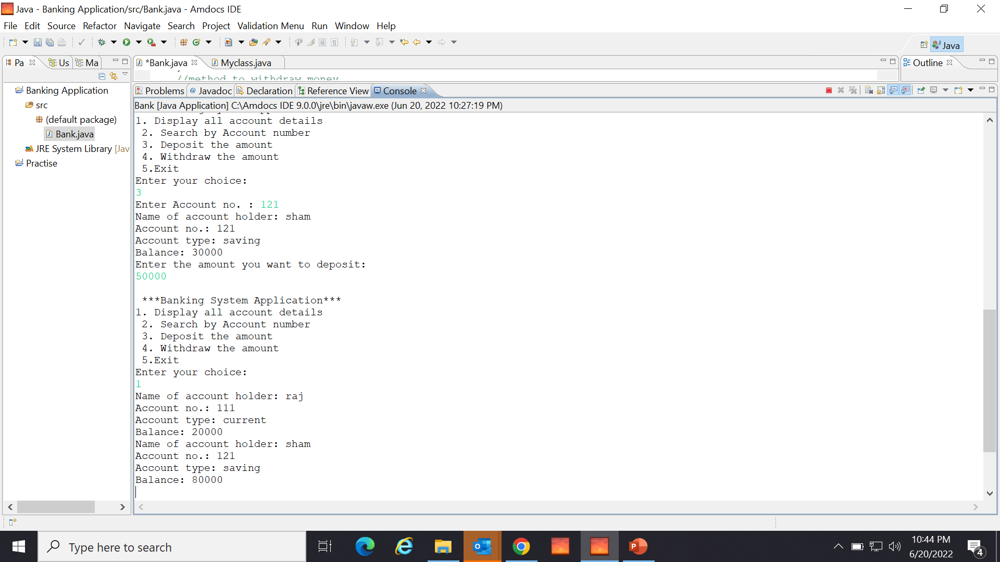 Java - Banking Application/src/Bank.java - Amdocs IDE
File Edit Source Refactor Navigate Search Project Validation Menu Run Window Help
Java
Pa Us Ma
*Bank.java Myclass.java
Outline
//method to withdraw money
Problems @ Javadoc Declaration Reference View Console
Bank [Java Application] C:\Amdocs IDE 9.0.0\jre\bin\javaw.exe (Jun 20, 2022 10:27:19 PM)
Banking Application
src
(default package)
Bank.java
JRE System Library [Jav
Practise
1. Display all account details
2. Search by Account number
3. Deposit the amount
4. Withdraw the amount
5.Exit
Enter your choice:
3
Enter Account no. : 121
Name of account holder: sham
Account no.: 121
Account type: saving
Balance: 30000
Enter the amount you want to deposit:
50000
***Banking System Application***
1. Display all account details
2. Search by Account number
3. Deposit the amount
4. Withdraw the amount
5.Exit
Enter your choice:
1
Name of account holder: raj
Account no.: 111
Account type: current
Balance: 20000
Name of account holder: sham
Account no.: 121
Account type: saving
Balance: 80000
Type here to search
10:44 PM
6/20/2022
4